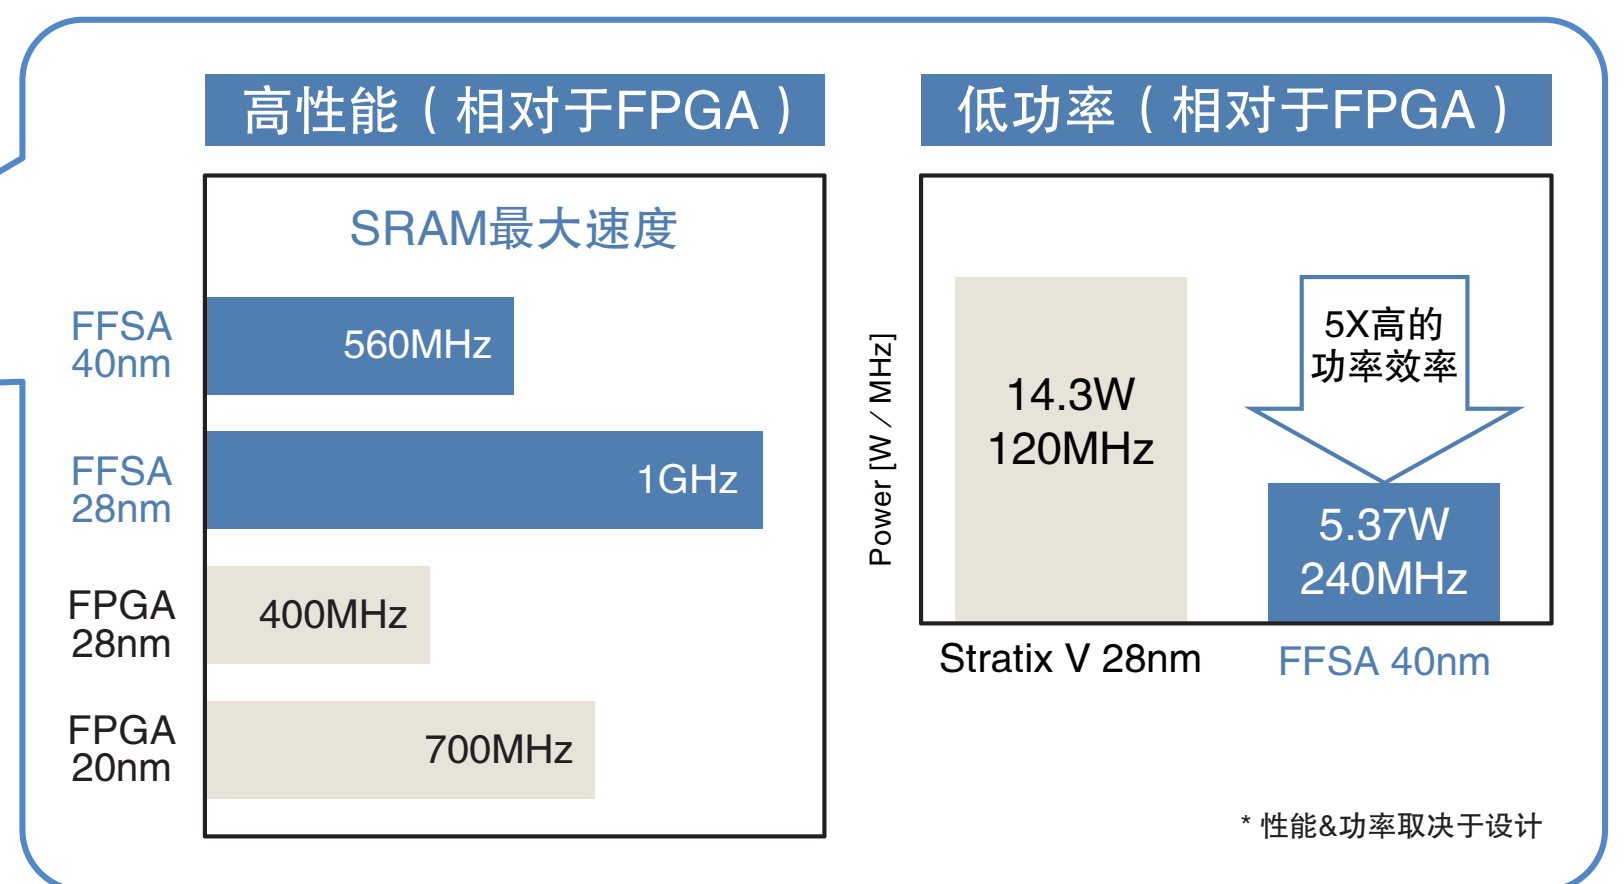 高性能（相对于FPGA）
SRAM最大速度
FFSA
40nm
560MHz
FFSA
28nm
1GHz
FPGA
28nm
400MHz
FPGA
20nm
700MHz
低功率（相对于FPGA）
Power [W／MHz]
14.3W
120MHz
5X高的
功率效率
5.37W
240MHz
Stratix V 28nm
FFSA 40nm
* 性能&功率取决于设计